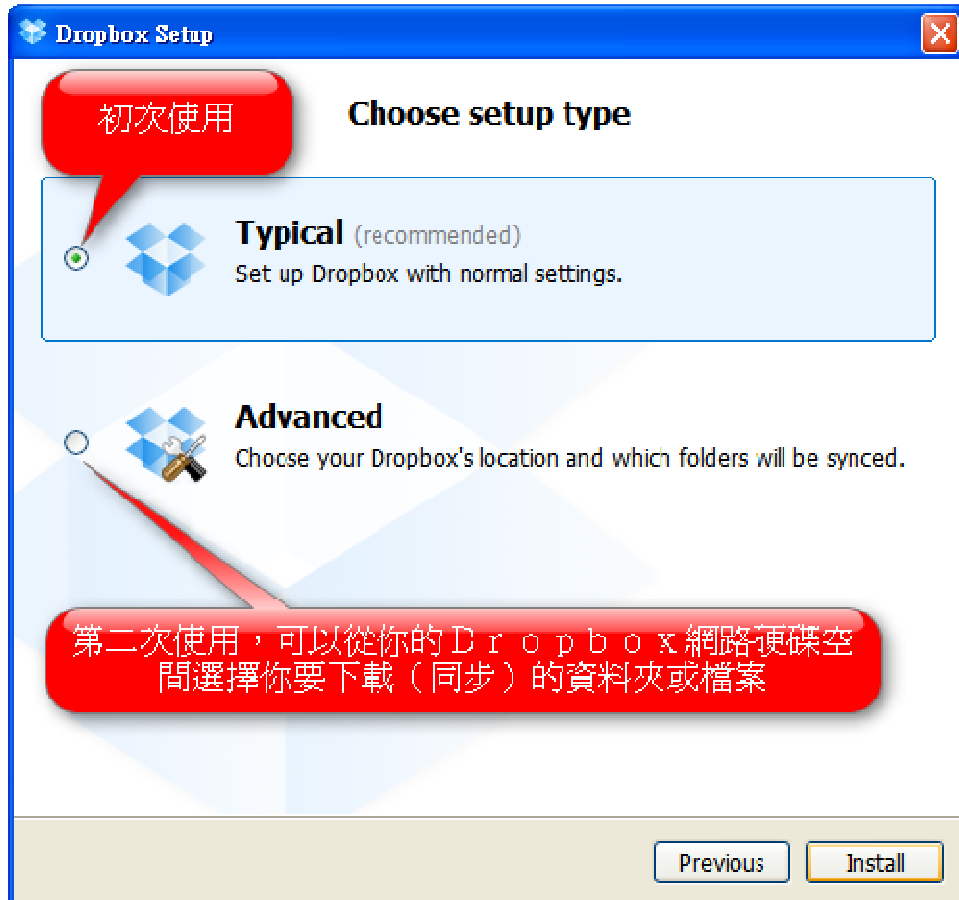 Dropbox Setup
初次使用
Choose setup type
Typical (recommended)
Set up Dropbox with normal settings.
Advanced
Choose your Dropbox's location and which folders will be synced.
第二次使用，可以從你的Ｄｒｏｐｂｏｘ網路硬碟空
間選擇你要下載（同步）的資料夾或檔案
Previous
Install